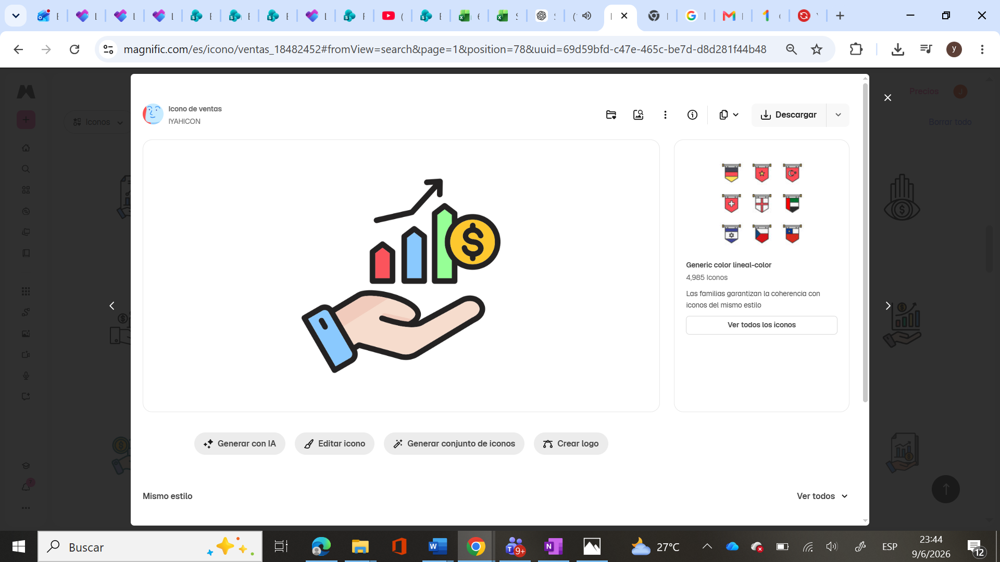 magnific.com/es/icono/ventas_18482452#fromView=search&page=1&position=78&uuid=69d59bfd-c47e-465c-be7d-d8d281f44b48
y
Precios
J
Iconos
Borrar todo
Icono de ventas
IYAHICON
Descargar
$
Generic color lineal-color
4,985 Iconos
Las familias garantizan la coherencia con
iconos del mismo estilo
Ver todos los iconos
Generar con IA
Editar icono
Generar conjunto de iconos
Crear logo
Mismo estilo
Ver todos
Buscar
9+
27°C
ESP
23:44
9/6/2026
12